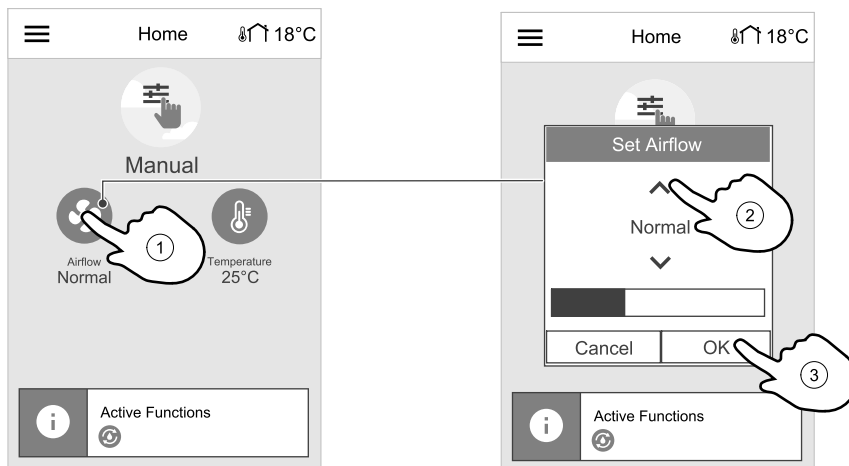 Home 18°C
Manual
1
Airflow
Normal
Temperature
25°C
i
Active Functions
Home 18°C
Set Airflow
2
Normal
Cancel OK
3
i
Active Functions